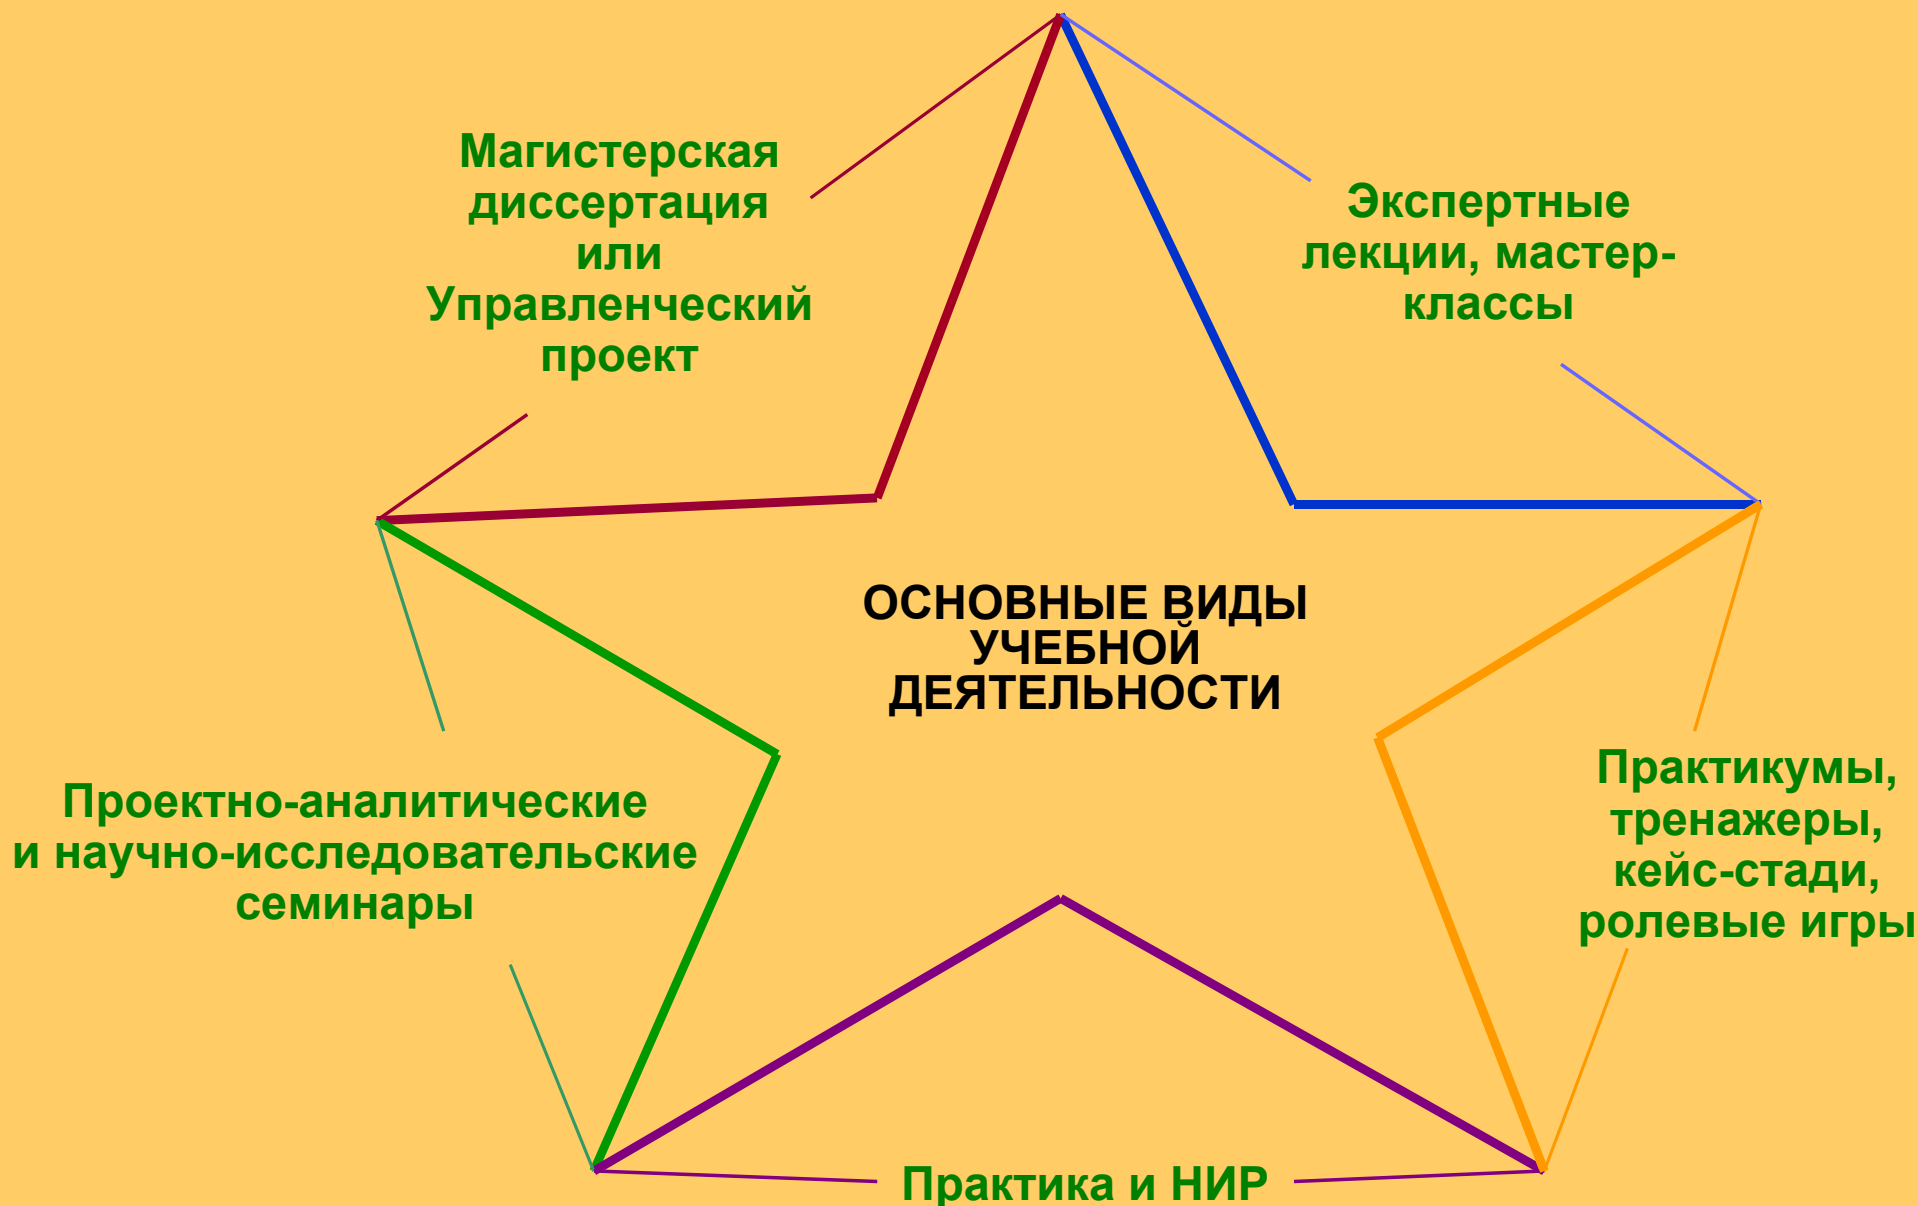 Магистерская
диссертация
или
Управленческий
проект
Экспертные
лекции, мастер-
классы
ОСНОВНЫЕ ВИДЫ
УЧЕБНОЙ
ДЕЯТЕЛЬНОСТИ
Проектно-аналитические
и научно-исследовательские
семинары
Практикумы,
тренажеры,
кейс-стади,
ролевые игры
Практика и НИР